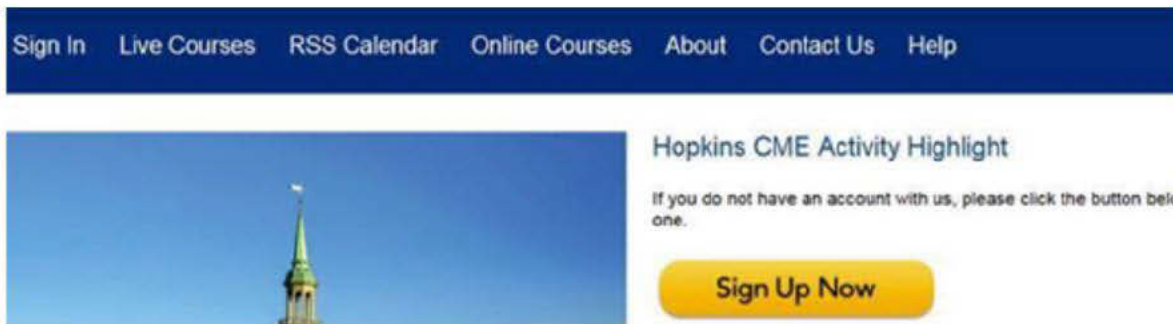 Sign In Live Courses RSS Calendar Online Courses About Contact Us Help
Hopkins CME Activity Highlight
If you do not have an account with us, please click the button
one.
Sign Up Now